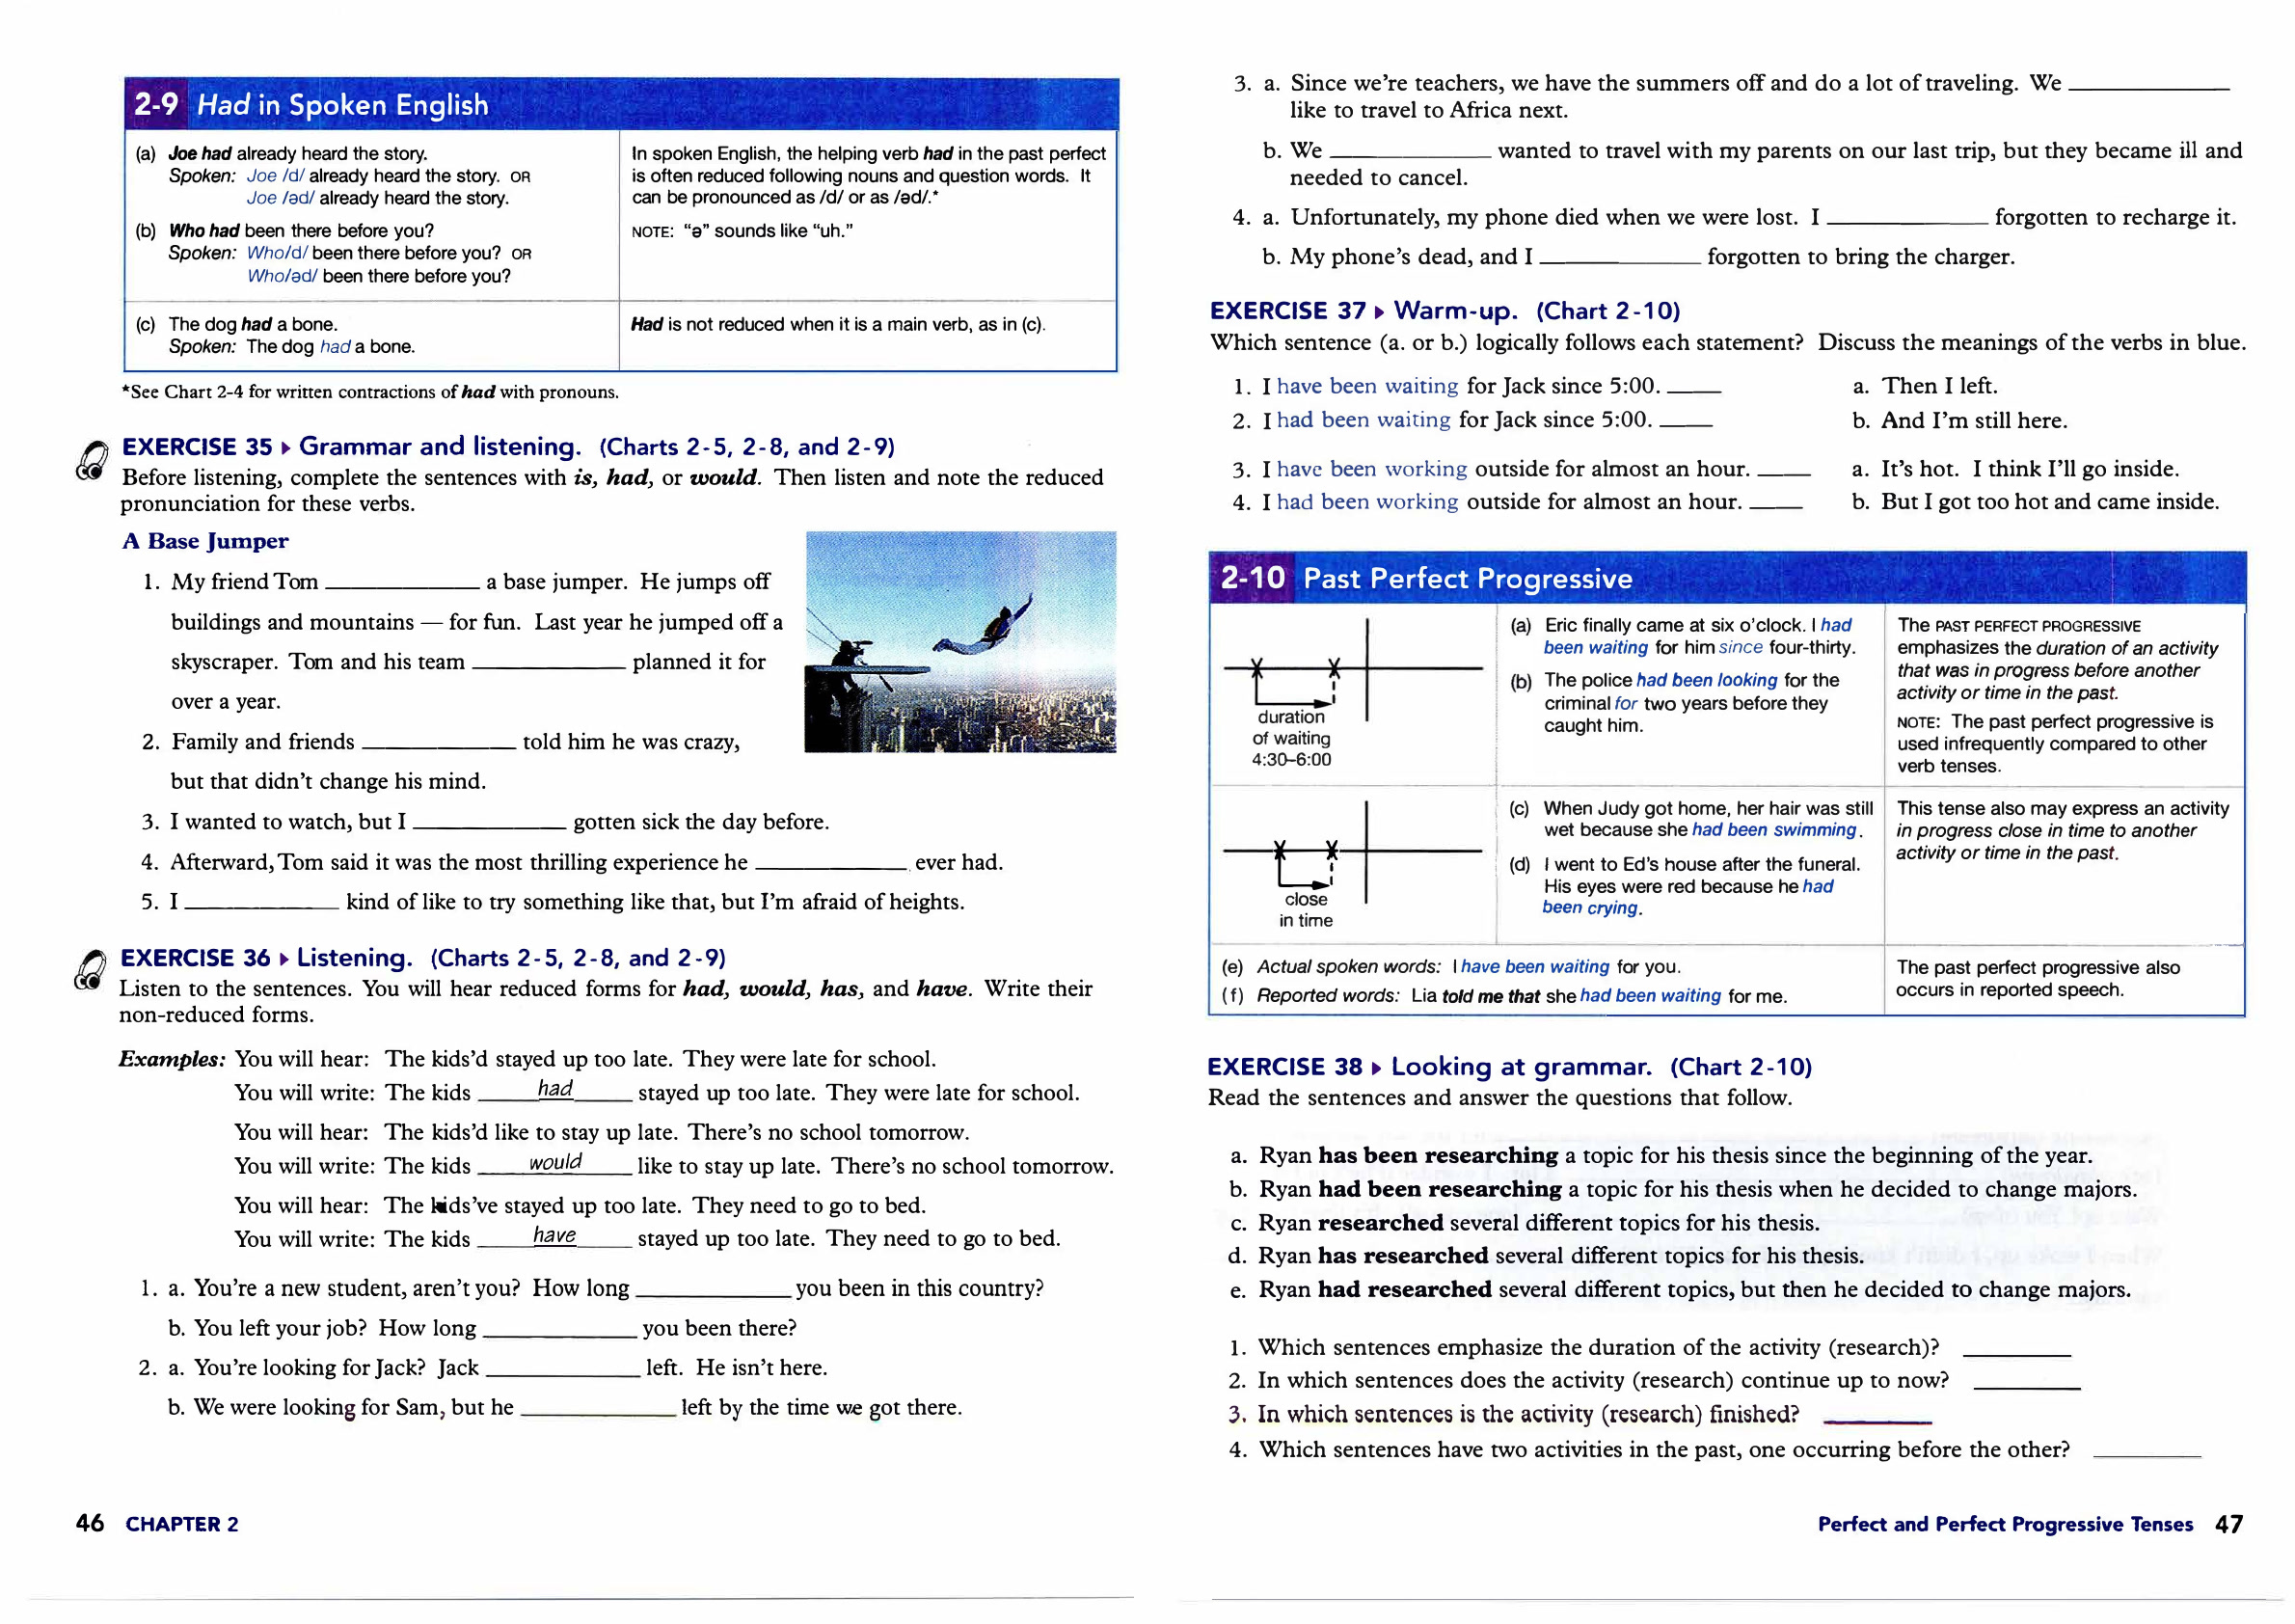 2-9 Had in Spoken English
(a) Joe had already heard the story.
Spoken: Joe /d/ already heard the story. OR
Joe /əd/ already heard the story.
(b) Who had been there before you?
Spoken: Who/d/ been there before you? OR
Who/əd/ been there before you?
In spoken English, the helping verb had in the past perfect
is often reduced following nouns and question words. It
can be pronounced as /d/ or as /əd/.*
NOTE: "ə" sounds like "uh."
(c) The dog had a bone.
Spoken: The dog had a bone.
Had is not reduced when it is a main verb, as in (c).
*See Chart 2-4 for written contractions of had with pronouns.
EXERCISE 35 ▸ Grammar and listening. (Charts 2-5, 2-8, and 2-9)
Before listening, complete the sentences with is, had, or would. Then listen and note the reduced
pronunciation for these verbs.
A Base Jumper
1. My friend Tom ____________ a base jumper. He jumps off
buildings and mountains — for fun. Last year he jumped off a
skyscraper. Tom and his team ____________ planned it for
over a year.
2. Family and friends ____________ told him he was crazy,
but that didn't change his mind.
3. I wanted to watch, but I ____________ gotten sick the day before.
4. Afterward, Tom said it was the most thrilling experience he ____________ ever had.
5. I ____________ kind of like to try something like that, but I'm afraid of heights.
EXERCISE 36 ▸ Listening. (Charts 2-5, 2-8, and 2-9)
Listen to the sentences. You will hear reduced forms for had, would, has, and have. Write their
non-reduced forms.
Examples: You will hear: The kids'd stayed up too late. They were late for school.
You will write: The kids ____had____ stayed up too late. They were late for school.
You will hear: The kids'd like to stay up late. There's no school tomorrow.
You will write: The kids ____would____ like to stay up late. There's no school tomorrow.
You will hear: The kids've stayed up too late. They need to go to bed.
You will write: The kids ____have____ stayed up too late. They need to go to bed.
1. a. You're a new student, aren't you? How long ____________ you been in this country?
b. You left your job? How long ____________ you been there?
2. a. You're looking for Jack? Jack ____________ left. He isn't here.
b. We were looking for Sam, but he ____________ left by the time we got there.
46 CHAPTER 2
3. a. Since we're teachers, we have the summers off and do a lot of traveling. We ____________
like to travel to Africa next.
b. We ____________ wanted to travel with my parents on our last trip, but they became ill and
needed to cancel.
4. a. Unfortunately, my phone died when we were lost. I ____________ forgotten to recharge it.
b. My phone's dead, and I ____________ forgotten to bring the charger.
EXERCISE 37 ▸ Warm-up. (Chart 2-10)
Which sentence (a. or b.) logically follows each statement? Discuss the meanings of the verbs in blue.
1. I have been waiting for Jack since 5:00. ____ a. Then I left.
2. I had been waiting for Jack since 5:00. ____ b. And I'm still here.
3. I have been working outside for almost an hour. ____ a. It's hot. I think I'll go inside.
4. I had been working outside for almost an hour. ____ b. But I got too hot and came inside.
2-10 Past Perfect Progressive
duration
of waiting
4:30–6:00
(a) Eric finally came at six o'clock. I had
been waiting for him since four-thirty.
(b) The police had been looking for the
criminal for two years before they
caught him.
The PAST PERFECT PROGRESSIVE
emphasizes the duration of an activity
that was in progress before another
activity or time in the past.
NOTE: The past perfect progressive is
used infrequently compared to other
verb tenses.
close
in time
(c) When Judy got home, her hair was still
wet because she had been swimming.
(d) I went to Ed's house after the funeral.
His eyes were red because he had
been crying.
This tense also may express an activity
in progress close in time to another
activity or time in the past.
(e) Actual spoken words: I have been waiting for you.
(f) Reported words: Lia told me that she had been waiting for me.
The past perfect progressive also
occurs in reported speech.
EXERCISE 38 ▸ Looking at grammar. (Chart 2-10)
Read the sentences and answer the questions that follow.
a. Ryan has been researching a topic for his thesis since the beginning of the year.
b. Ryan had been researching a topic for his thesis when he decided to change majors.
c. Ryan researched several different topics for his thesis.
d. Ryan has researched several different topics for his thesis.
e. Ryan had researched several different topics, but then he decided to change majors.
1. Which sentences emphasize the duration of the activity (research)? ________
2. In which sentences does the activity (research) continue up to now? ________
3. In which sentences is the activity (research) finished? ________
4. Which sentences have two activities in the past, one occurring before the other? ________
Perfect and Perfect Progressive Tenses 47